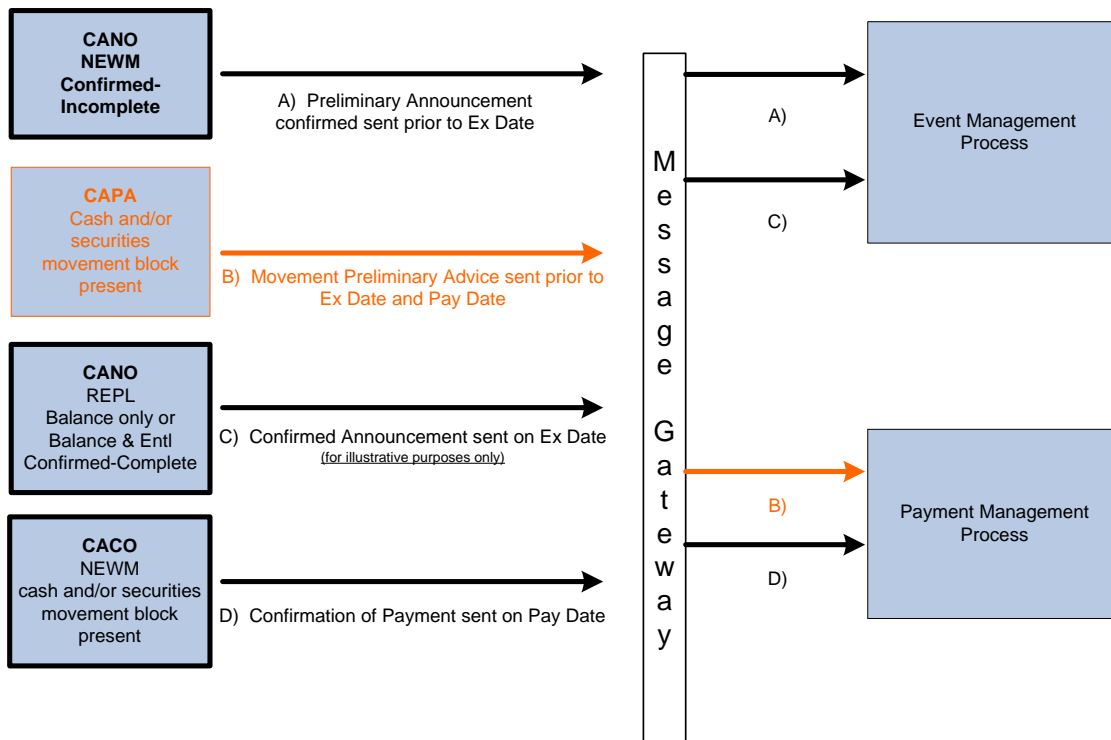 CANO
NEWM
Confirmed-
Incomplete
A) Preliminary Announcement
confirmed sent prior to Ex Date
CAPA
Cash and/or
securities
movement block
present
B) Movement Preliminary Advice sent prior to
Ex Date and Pay Date
CANO
REPL
Balance only or
Balance & Entl
Confirmed-Complete
C) Confirmed Announcement sent on Ex Date
(for illustrative purposes only)
CACO
NEWM
cash and/or securities
movement block
present
D) Confirmation of Payment sent on Pay Date
Message Gateway
A)
C)
Event Management
Process
B)
D)
Payment Management
Process